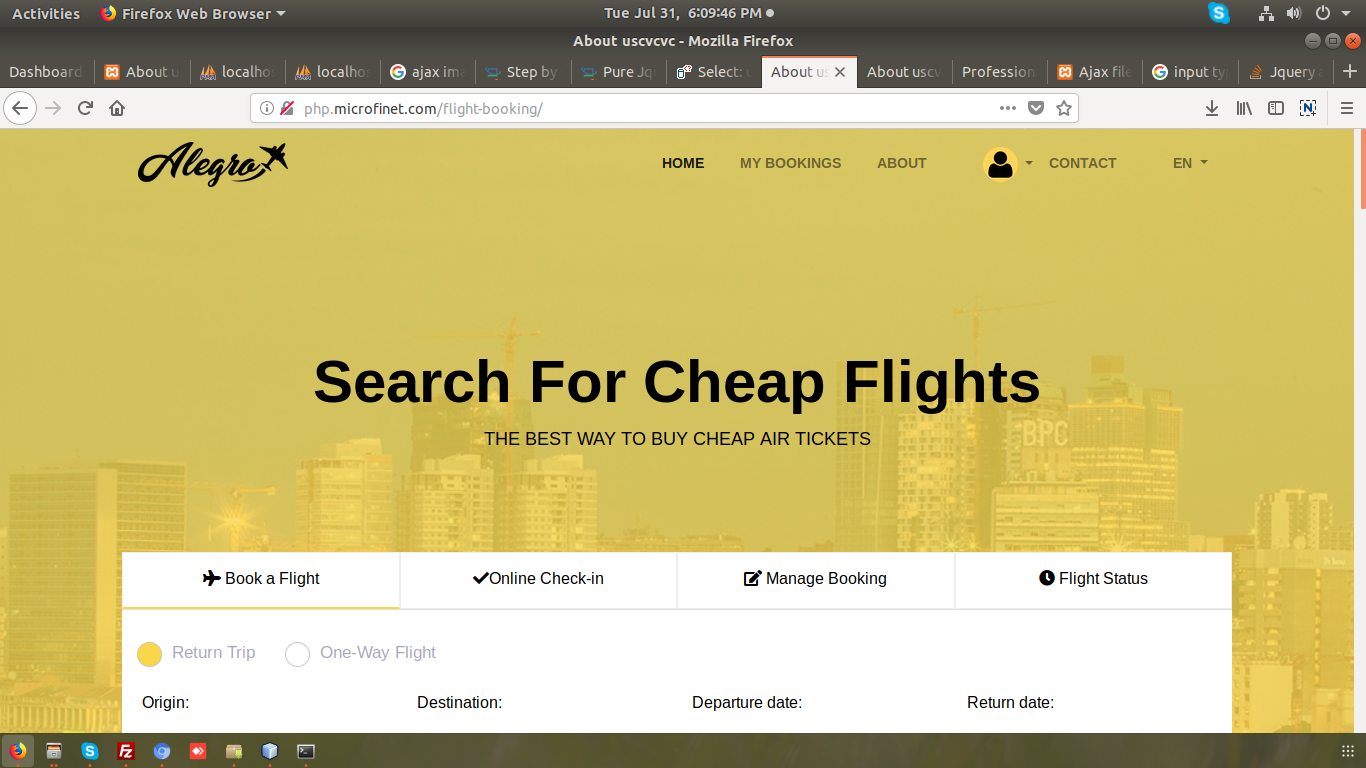 Activities Firefox Web Browser Tue Jul 31, 6:09:46 PM
About uscvcvc - Mozilla Firefox
Dashboard About u localhos localhos ajax ima Step by Pure Jq Select: About us About uscv Profession Ajax file input ty Jquery a
php.microfinet.com/flight-booking/
Alegro HOME MY BOOKINGS ABOUT CONTACT EN
Search For Cheap Flights
THE BEST WAY TO BUY CHEAP AIR TICKETS
BPC
Book a Flight Online Check-in Manage Booking Flight Status
Return Trip One-Way Flight
Origin: Destination: Departure date: Return date: